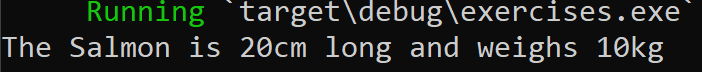 Running `target\debug\exercises.exe`
The Salmon is 20cm long and weighs 10kg